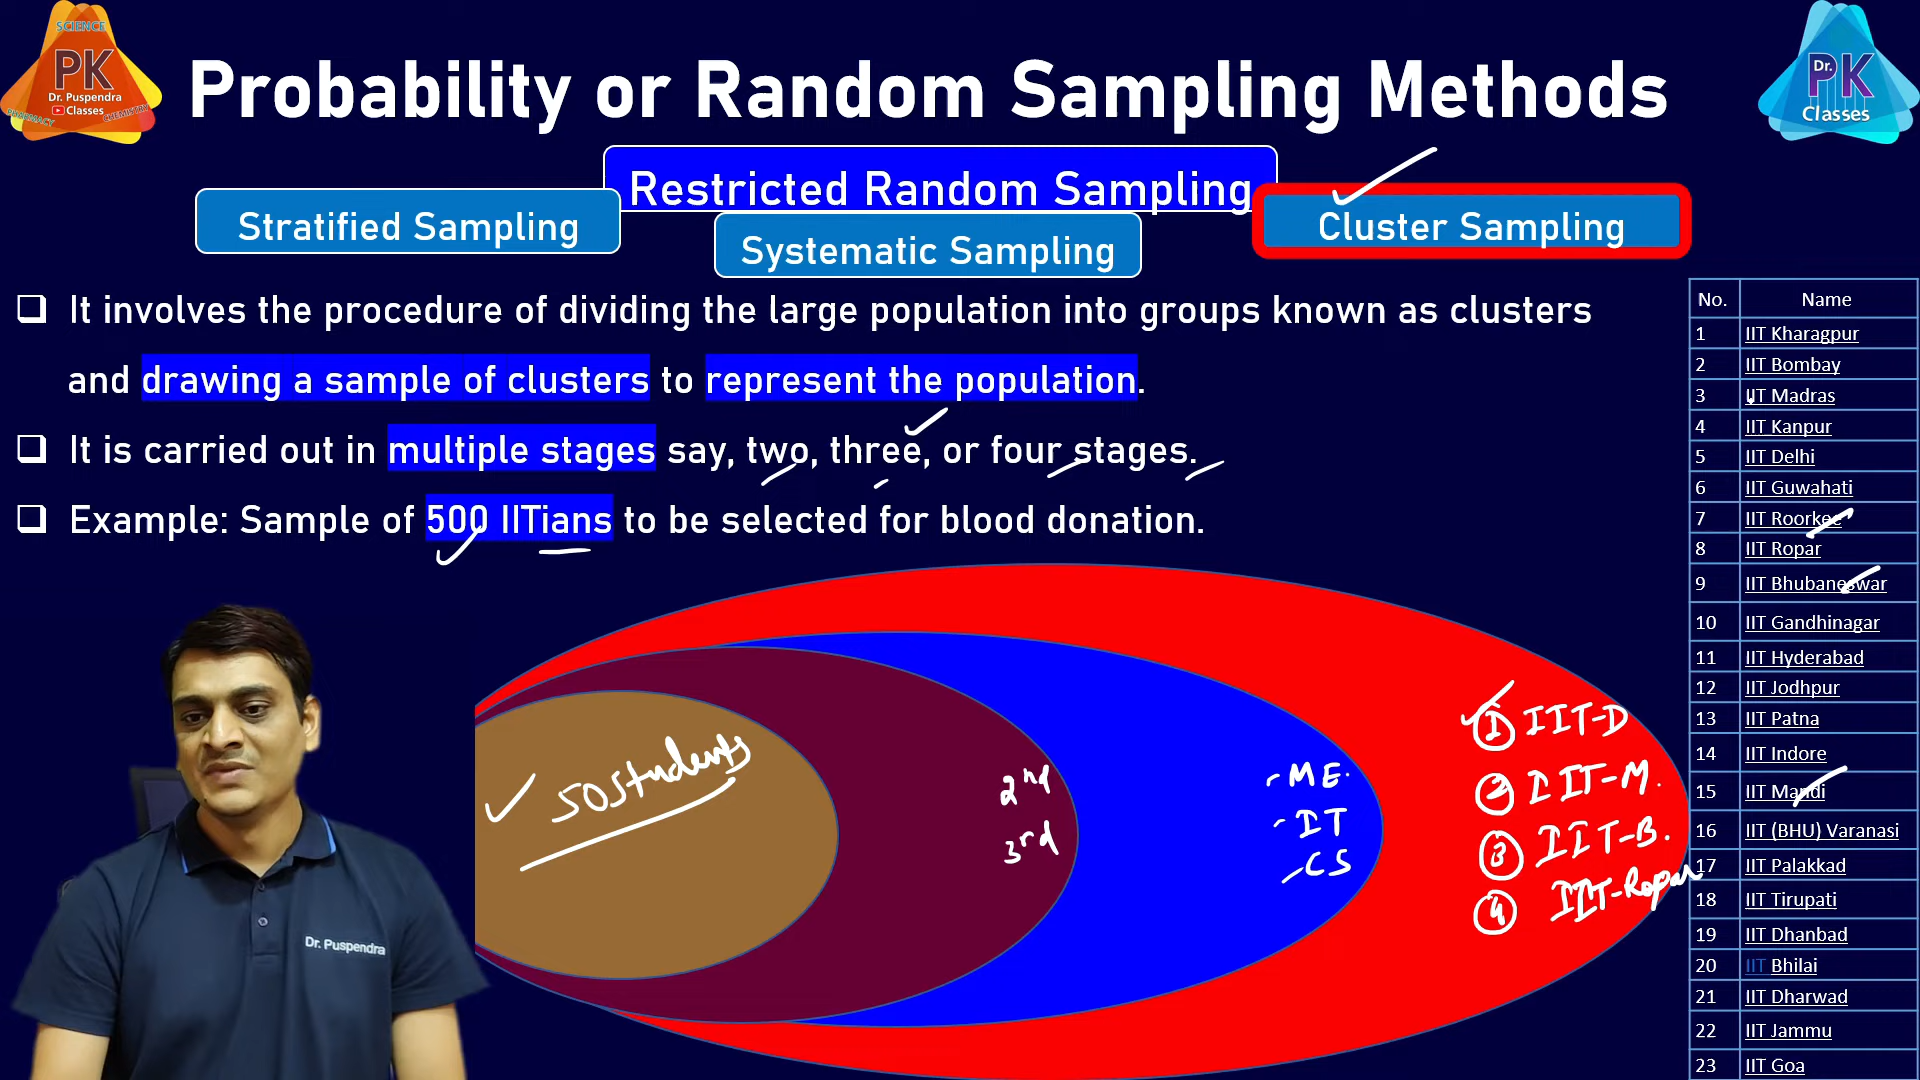 SCIENCE
PK
Dr. Puspendra
Classes
PHARMACY
CHEMISTRY
Probability or Random Sampling Methods
Dr.
PK
Classes
Restricted Random Sampling
Stratified Sampling
Systematic Sampling
Cluster Sampling
❑ It involves the procedure of dividing the large population into groups known as clusters
and drawing a sample of clusters to represent the population.
❑ It is carried out in multiple stages say, two, three, or four stages.
❑ Example: Sample of 500 IITians to be selected for blood donation.
50 Students
2nd
3rd
- ME.
- IT
- CS
① IIT-D
② IIT-M.
③ IIT-B.
④ IIT-Ropar
Dr. Puspendra
No. Name
1 IIT Kharagpur
2 IIT Bombay
3 IIT Madras
4 IIT Kanpur
5 IIT Delhi
6 IIT Guwahati
7 IIT Roorkee
8 IIT Ropar
9 IIT Bhubaneswar
10 IIT Gandhinagar
11 IIT Hyderabad
12 IIT Jodhpur
13 IIT Patna
14 IIT Indore
15 IIT Mandi
16 IIT (BHU) Varanasi
17 IIT Palakkad
18 IIT Tirupati
19 IIT Dhanbad
20 IIT Bhilai
21 IIT Dharwad
22 IIT Jammu
23 IIT Goa